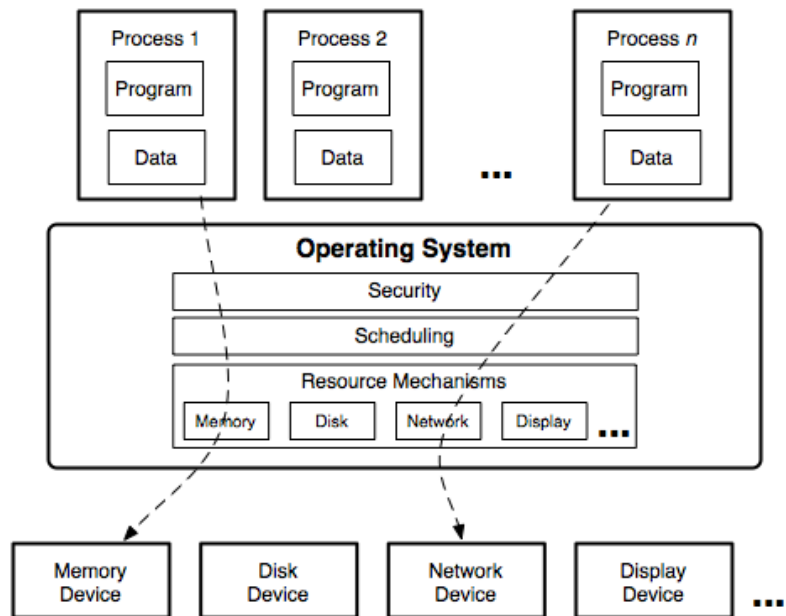 Process 1
Process 2
Process n
Program
Program
Program
Data
Data
...
Data
Operating System
Security
Scheduling
Resource Mechanisms
Memory
Disk
Network
Display
...
Memory
Device
Disk
Device
Network
Device
Display
Device
...